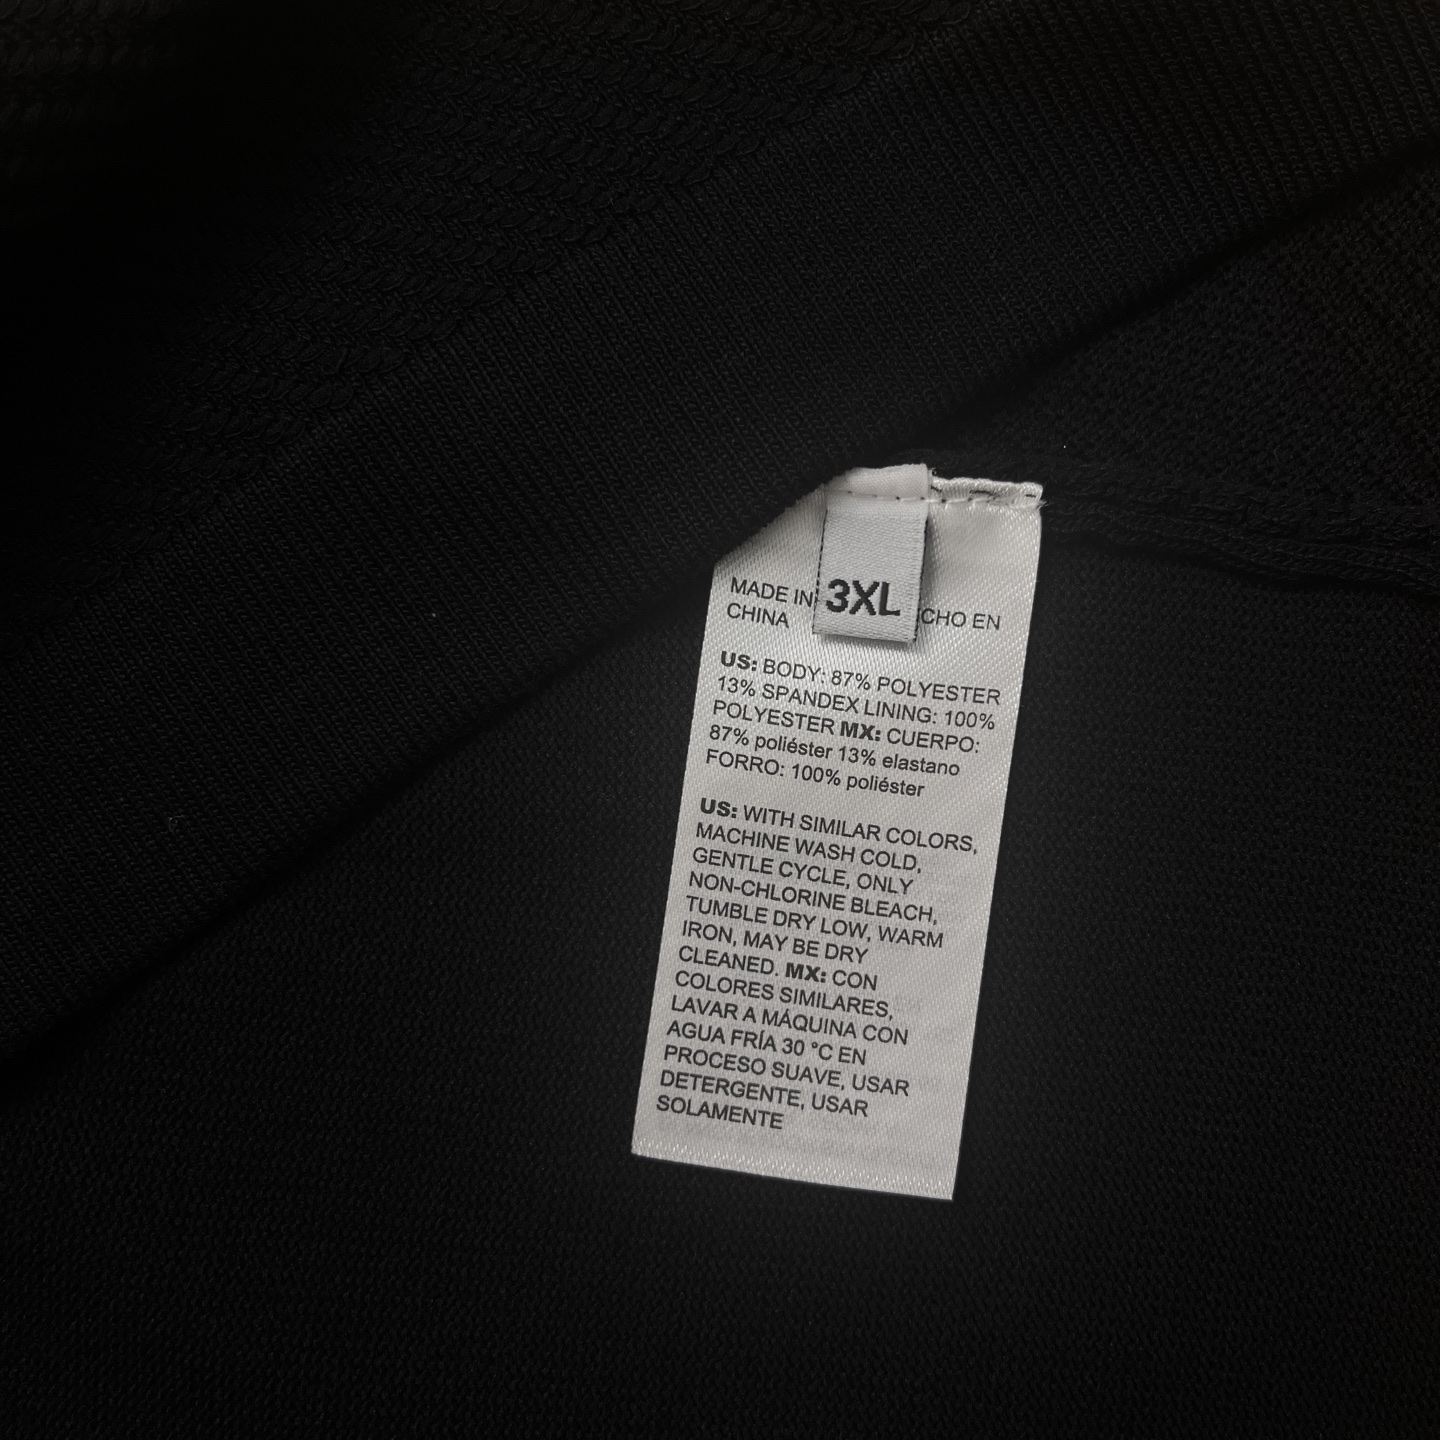 3XL
MADE IN CHO EN
CHINA
US: BODY: 87% POLYESTER
13% SPANDEX LINING: 100%
POLYESTER MX: CUERPO:
87% poliéster 13% elastano
FORRO: 100% poliéster
US: WITH SIMILAR COLORS,
MACHINE WASH COLD,
GENTLE CYCLE, ONLY
NON-CHLORINE BLEACH,
TUMBLE DRY LOW, WARM
IRON, MAY BE DRY
CLEANED. MX: CON
COLORES SIMILARES,
LAVAR A MÁQUINA CON
AGUA FRÍA 30 °C EN
PROCESO SUAVE, USAR
DETERGENTE, USAR
SOLAMENTE